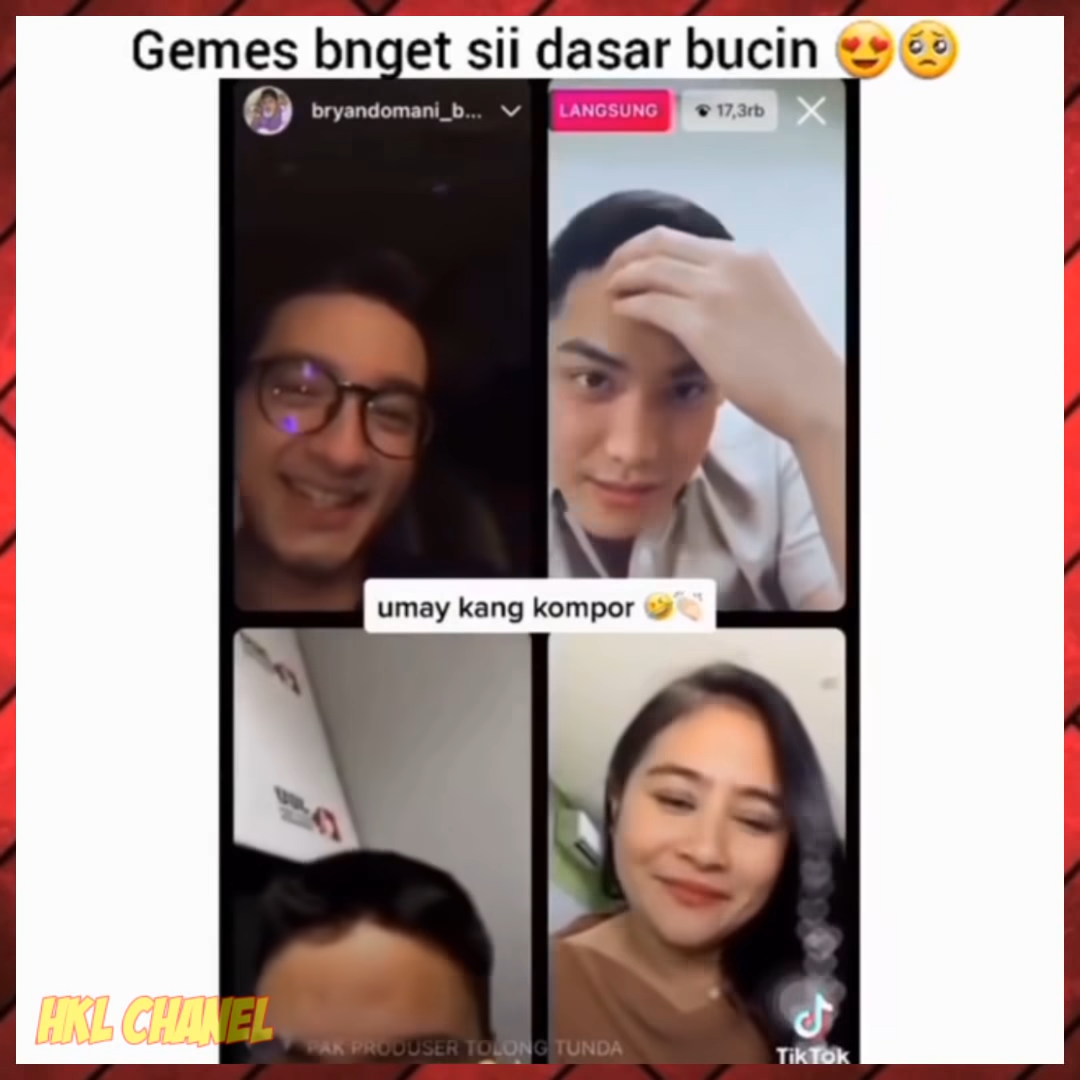 Gemes bnget sii dasar bucin 😍🥺
bryandomani_b...
LANGSUNG
17,3rb
umay kang kompor 🤣👏🏻
HKL CHANEL
PAK PRODUSER TOLONG TUNDA
TikTok